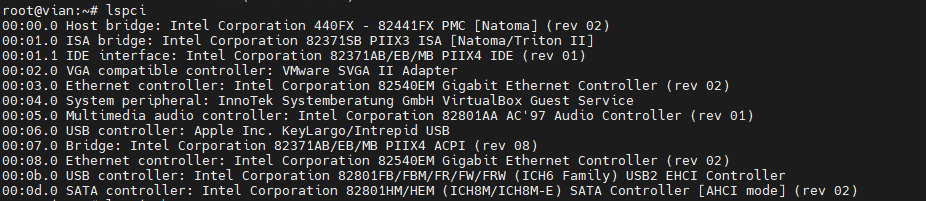 root@vian:~# lspci
00:00.0 Host bridge: Intel Corporation 440FX - 82441FX PMC [Natoma] (rev 02)
00:01.0 ISA bridge: Intel Corporation 82371SB PIIX3 ISA [Natoma/Triton II]
00:01.1 IDE interface: Intel Corporation 82371AB/EB/MB PIIX4 IDE (rev 01)
00:02.0 VGA compatible controller: VMware SVGA II Adapter
00:03.0 Ethernet controller: Intel Corporation 82540EM Gigabit Ethernet Controller (rev 02)
00:04.0 System peripheral: InnoTek Systemberatung GmbH VirtualBox Guest Service
00:05.0 Multimedia audio controller: Intel Corporation 82801AA AC'97 Audio Controller (rev 01)
00:06.0 USB controller: Apple Inc. KeyLargo/Intrepid USB
00:07.0 Bridge: Intel Corporation 82371AB/EB/MB PIIX4 ACPI (rev 08)
00:08.0 Ethernet controller: Intel Corporation 82540EM Gigabit Ethernet Controller (rev 02)
00:0b.0 USB controller: Intel Corporation 82801FB/FBM/FR/FW/FRW (ICH6 Family) USB2 EHCI Controller
00:0d.0 SATA controller: Intel Corporation 82801HM/HEM (ICH8M/ICH8M-E) SATA Controller [AHCI mode] (rev 02)